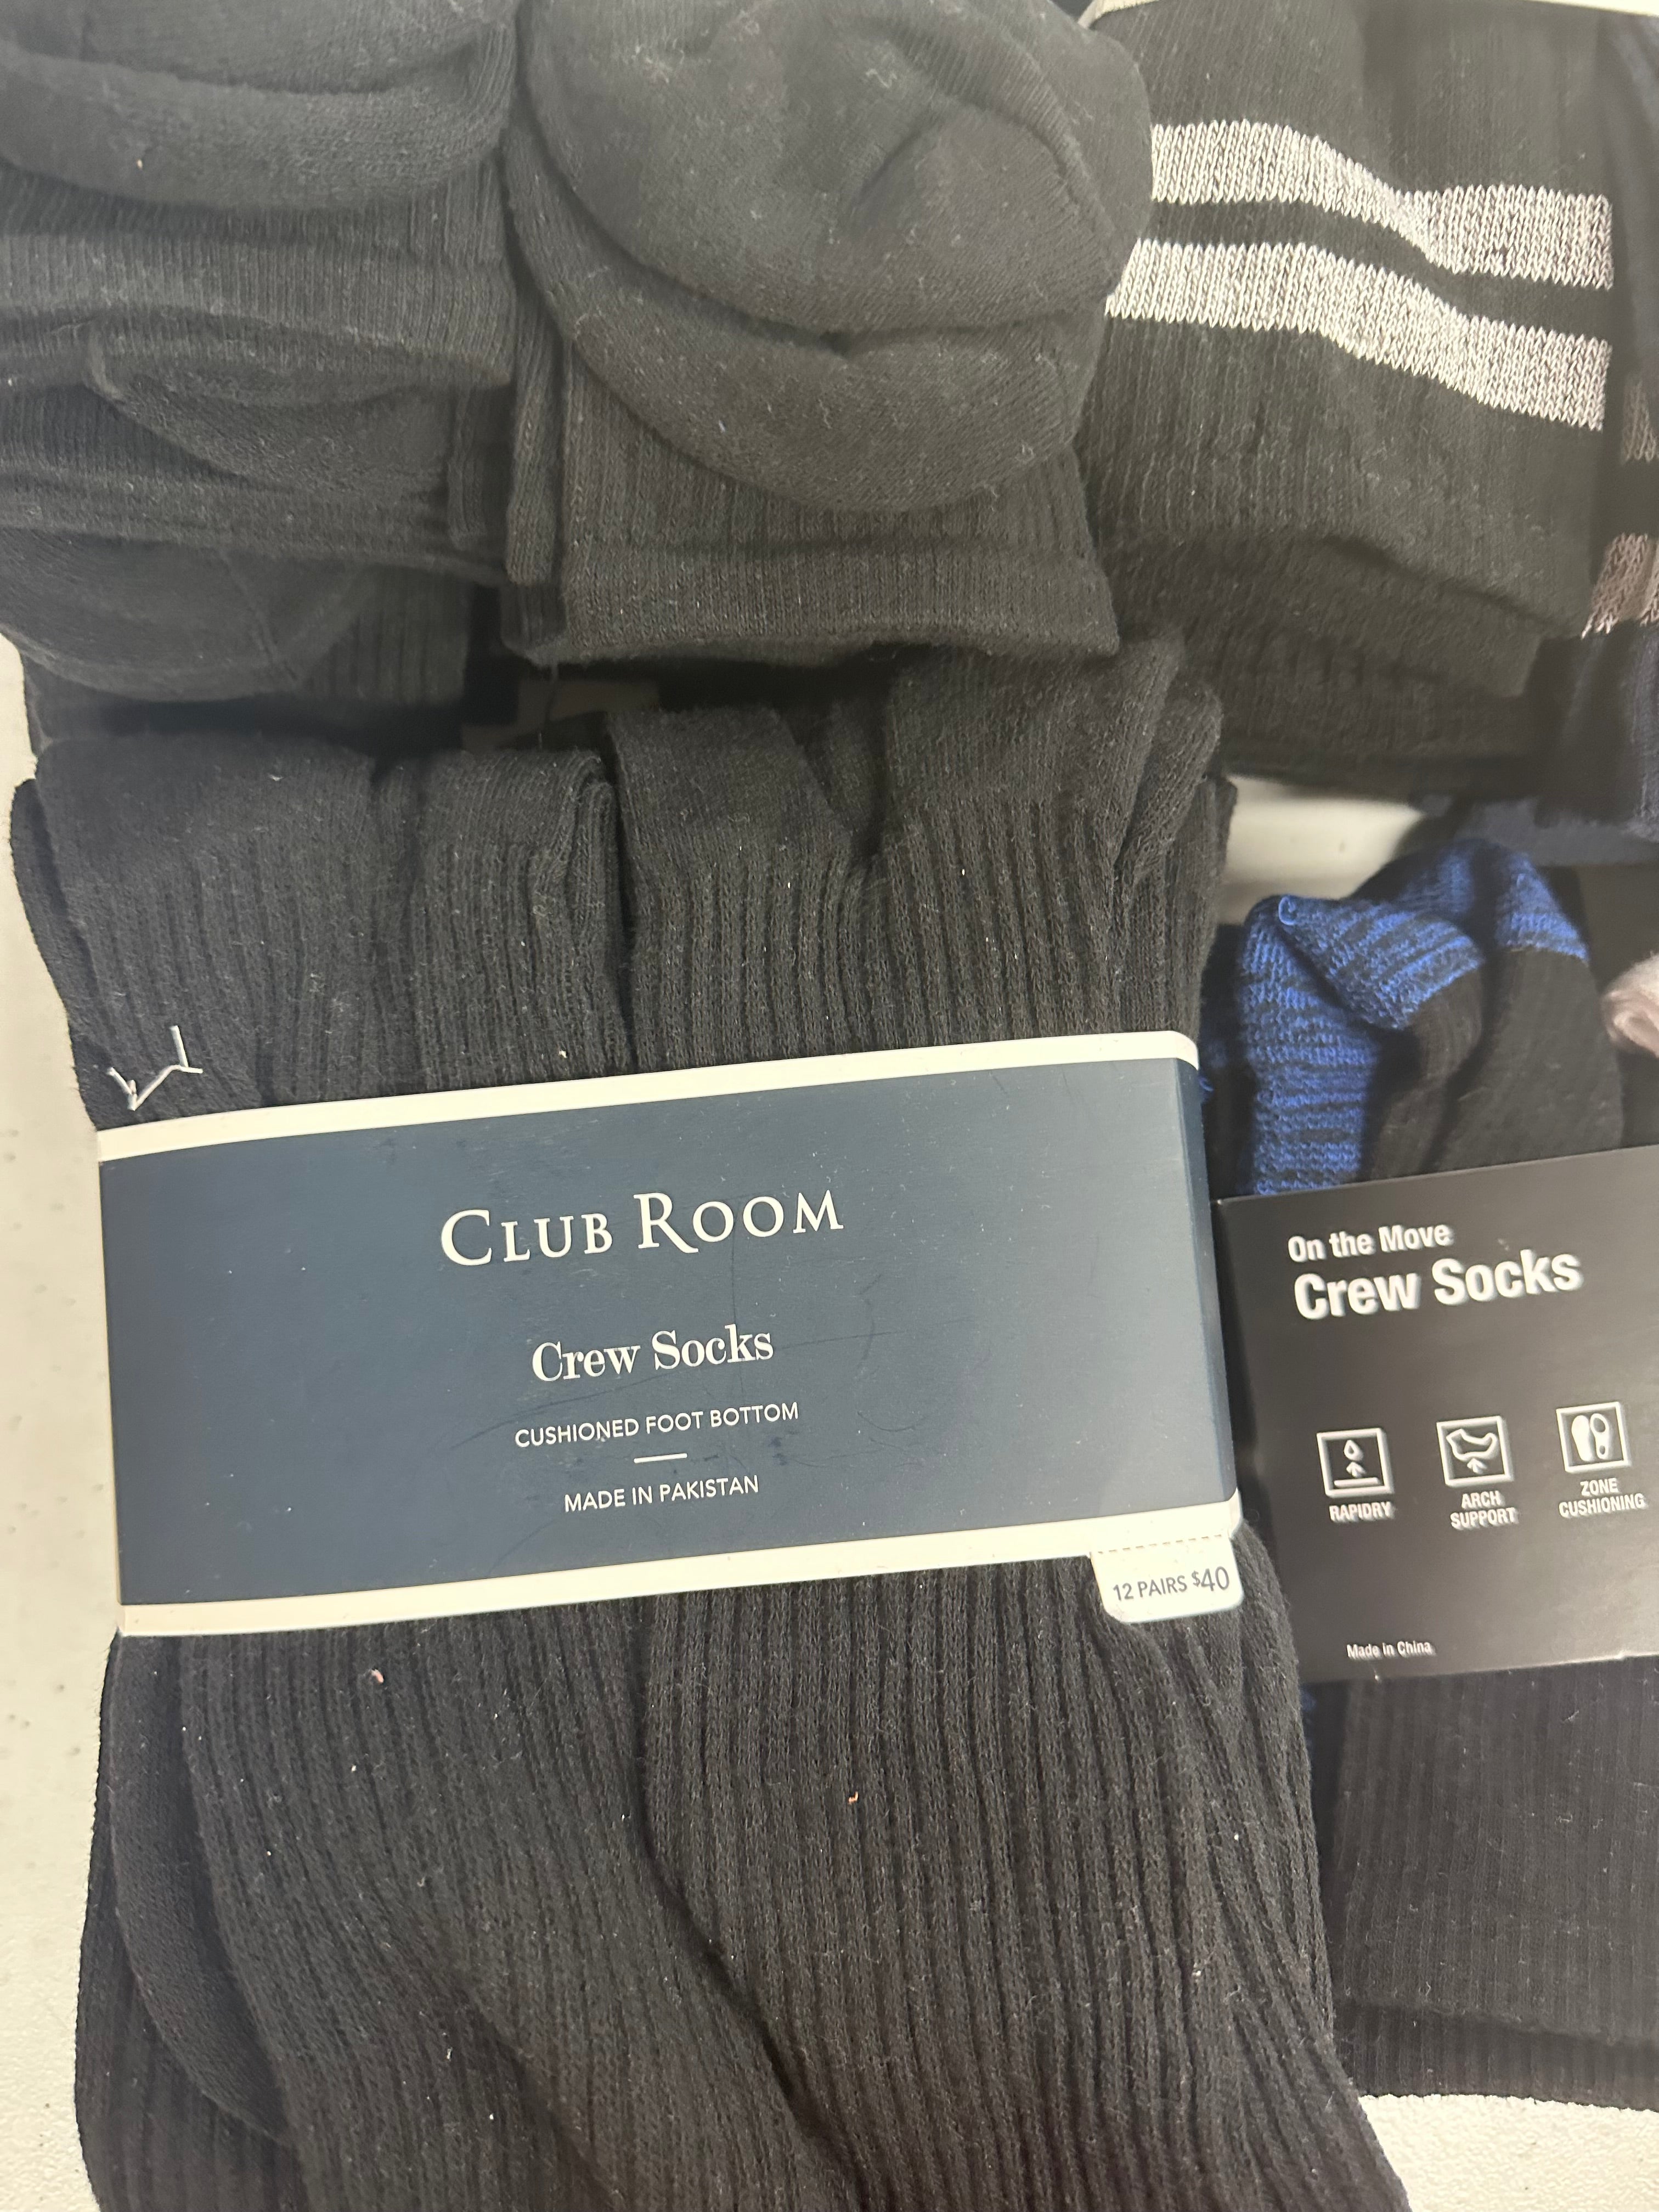 CLUB ROOM
Crew Socks
CUSHIONED FOOT BOTTOM
MADE IN PAKISTAN
12 PAIRS $40
On the Move
Crew Socks
RAPIDRY
ARCH
SUPPORT
ZONE
CUSHIONING
Made in China